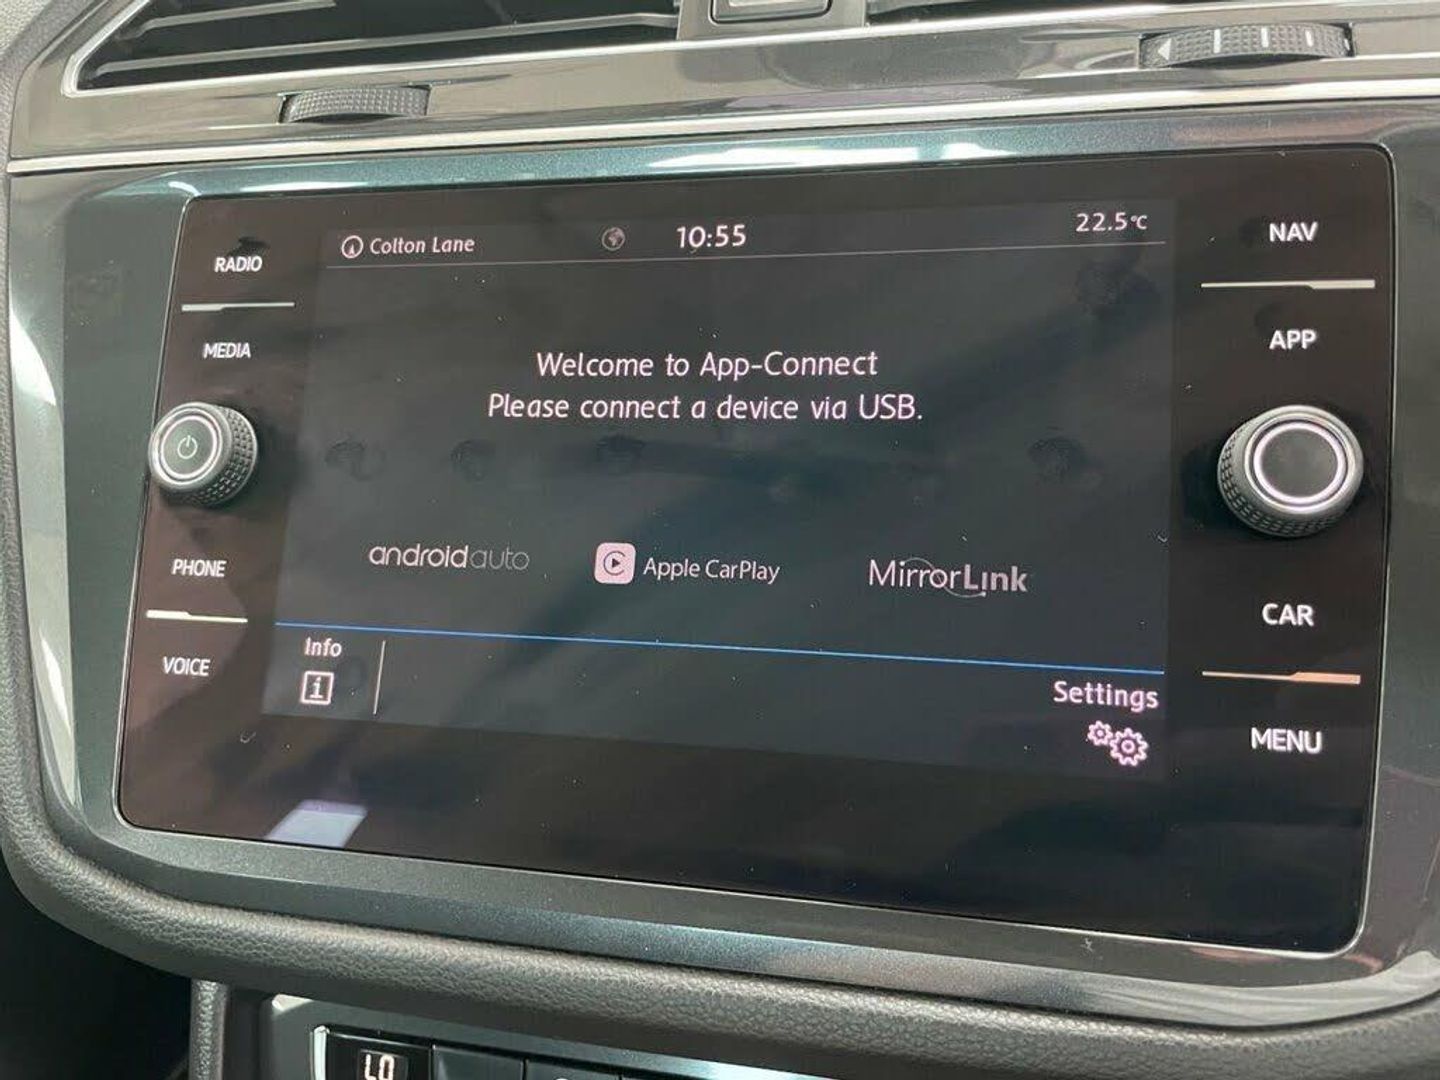 Colton Lane 10:55 22.5°C
RADIO
MEDIA
PHONE
VOICE
Welcome to App-Connect
Please connect a device via USB.
androidauto Apple CarPlay MirrorLink
Info
i
Settings
NAV
APP
CAR
MENU
LO